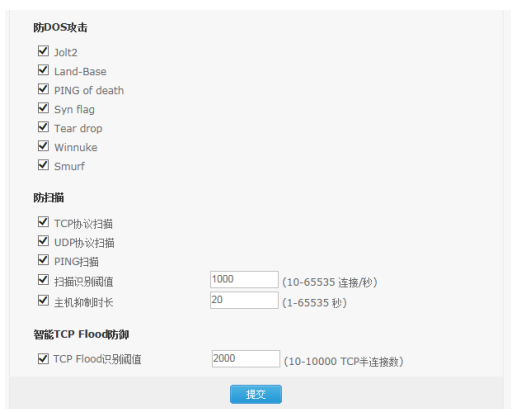 防DOS攻击
Jolt2
Land-Base
PING of death
Syn flag
Tear drop
Winnuke
Smurf
防扫描
TCP协议扫描
UDP协议扫描
PING扫描
扫描识别阈值 1000 (10-65535 连接/秒)
主机抑制时长 20 (1-65535 秒)
智能TCP Flood防御
TCP Flood识别阈值 2000 (10-10000 TCP半连接数)
提交